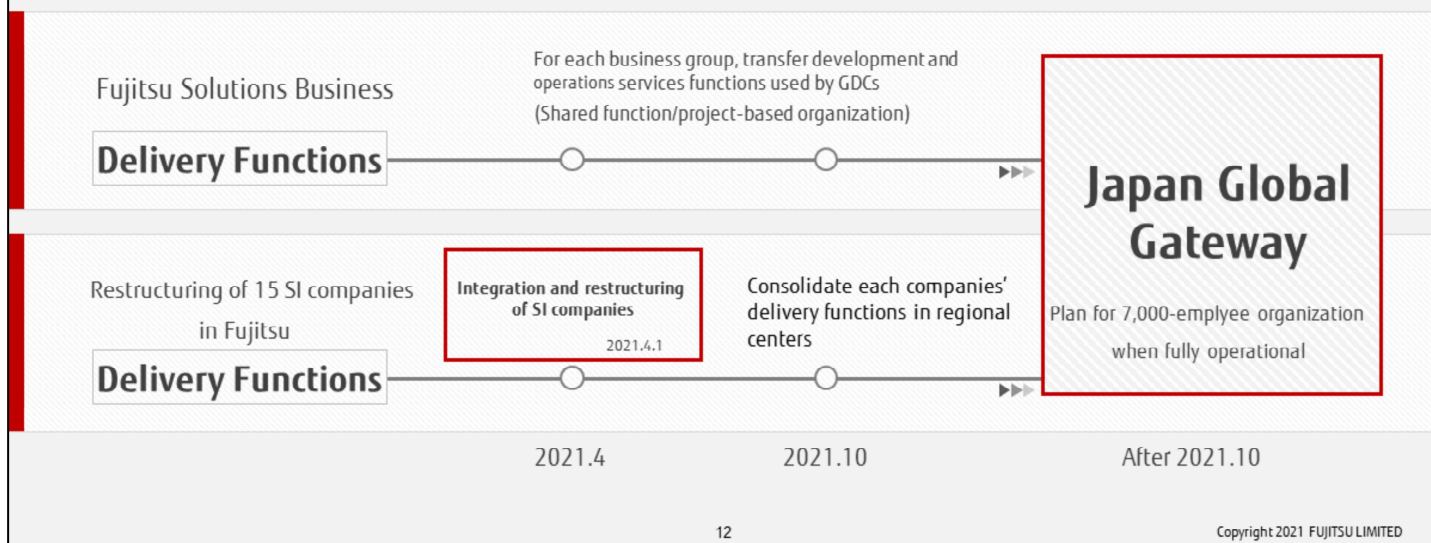 Fujitsu Solutions Business
Delivery Functions
For each business group, transfer development and
operations services functions used by GDCs
(Shared function/project-based organization)
Restructuring of 15 SI companies
in Fujitsu
Delivery Functions
Integration and restructuring
of SI companies
2021.4.1
Consolidate each companies’
delivery functions in regional
centers
Japan Global
Gateway
Plan for 7,000-emplyee organization
when fully operational
2021.4
2021.10
After 2021.10
12
Copyright 2021 FUJITSU LIMITED